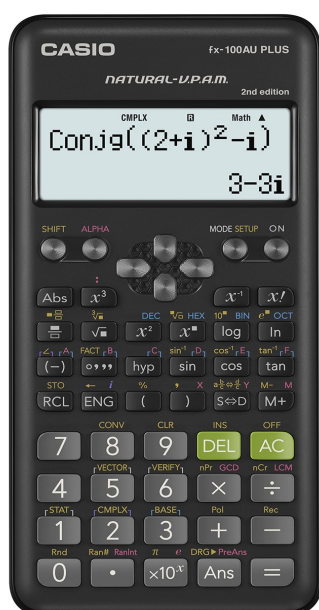 CASIO fx-100AU PLUS
NATURAL-V.P.A.M.
2nd edition
CMPLX R Math ▲
Conjg((2+i)²-i)
3-3i
SHIFT ALPHA MODE SETUP ON
:
Abs x³ x⁻¹ x!
³√ DEC ⁿ√ HEX 10■ BIN e■ OCT
√■ x² x■ log ln
∠ A FACT B C sin⁻¹ D cos⁻¹ E tan⁻¹ F
(−) °,,, hyp sin cos tan
STO ← i % , X Y M− M
RCL ENG ( ) S⇔D M+
CONV CLR INS OFF
7 8 9 DEL AC
VECTOR VERIFY nPr GCD nCr LCM
4 5 6 × ÷
STAT CMPLX BASE Pol Rec
1 2 3 + −
Rnd Ran# RanInt π e DRG▶ PreAns
0 • ×10ˣ Ans =